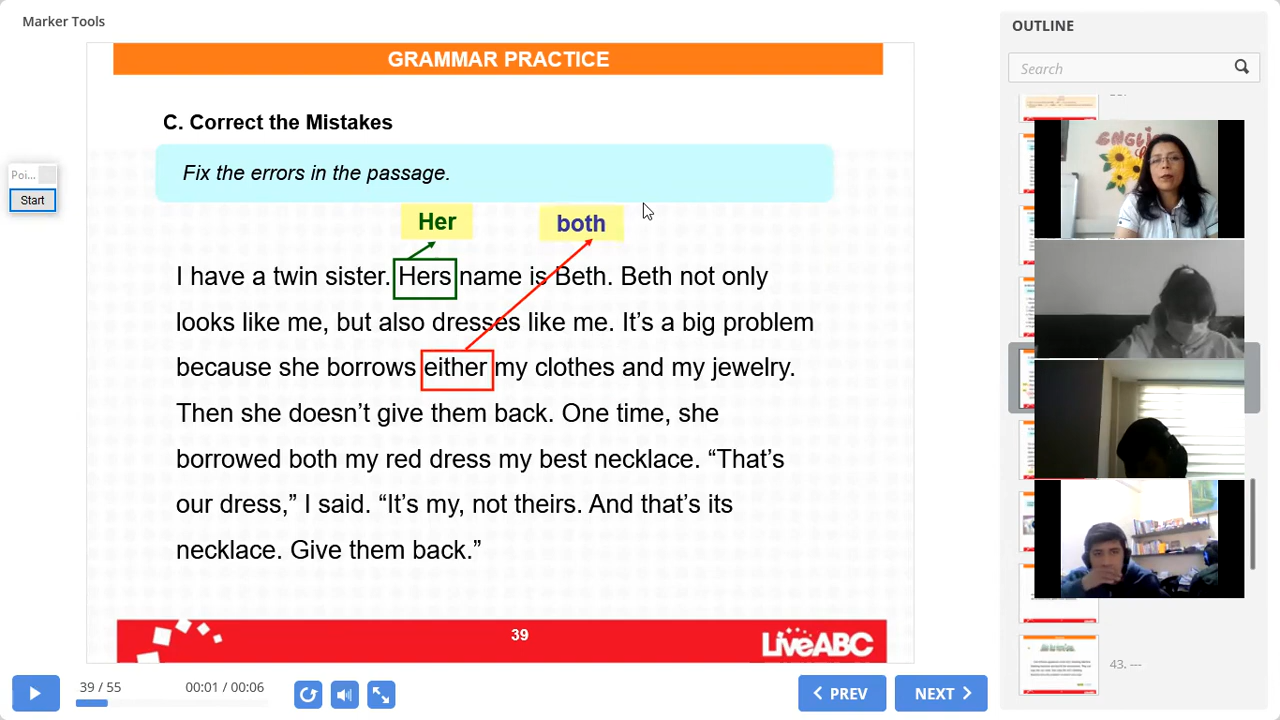 Marker Tools
OUTLINE
Search
GRAMMAR PRACTICE
C. Correct the Mistakes
Fix the errors in the passage.
Poi...
Start
Her
both
I have a twin sister. Hers name is Beth. Beth not only
looks like me, but also dresses like me. It’s a big problem
because she borrows either my clothes and my jewelry.
Then she doesn’t give them back. One time, she
borrowed both my red dress my best necklace. “That’s
our dress,” I said. “It’s my, not theirs. And that’s its
necklace. Give them back.”
39
LiveABC
43. ---
39 / 55
00:01 / 00:06
PREV
NEXT